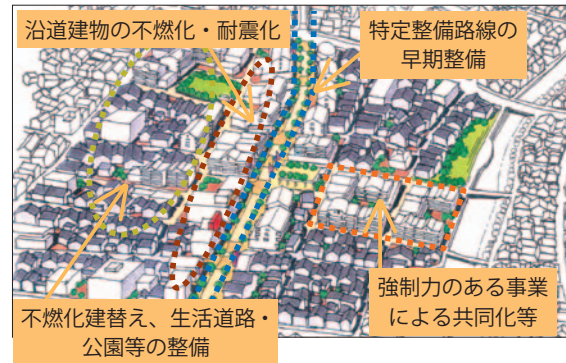 沿道建物の不燃化・耐震化
特定整備路線の
早期整備
不燃化建替え、生活道路・
公園等の整備
強制力のある事業
による共同化等